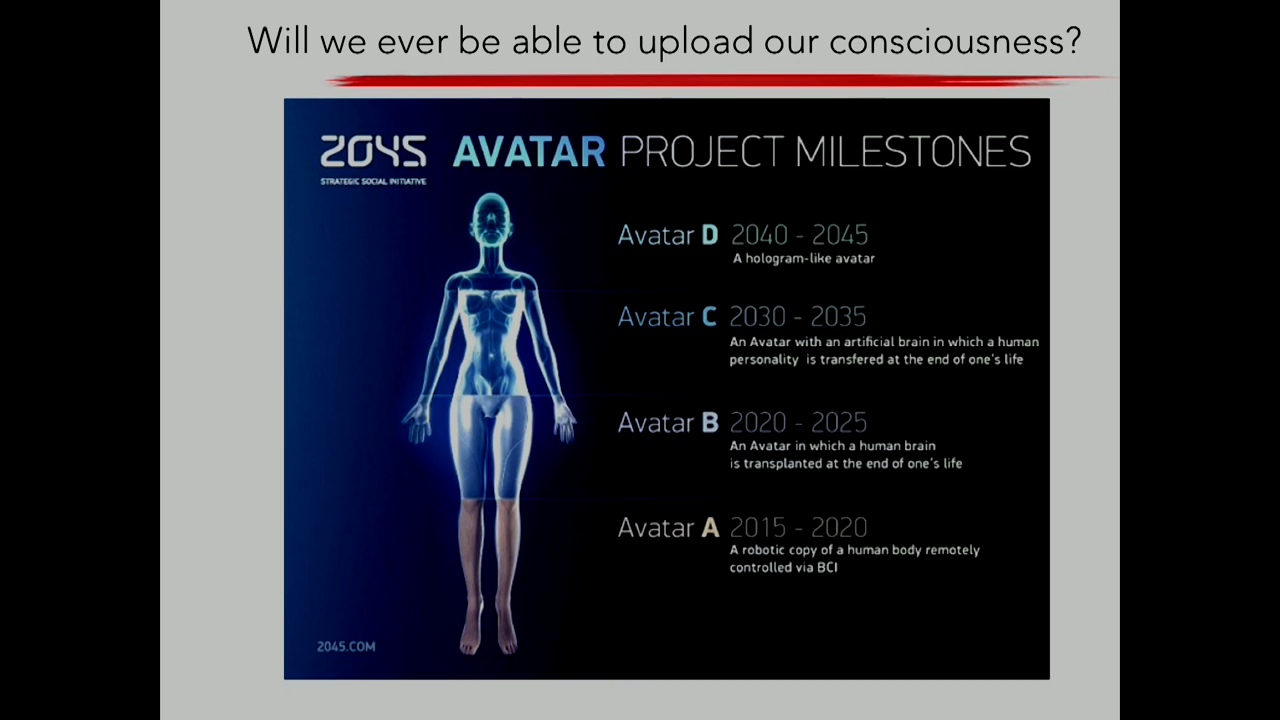 Will we ever be able to upload our consciousness?
2045 AVATAR PROJECT MILESTONES
STRATEGIC SOCIAL INITIATIVE
Avatar D 2040 - 2045
A hologram-like avatar
Avatar C 2030 - 2035
An Avatar with an artificial brain in which a human
personality is transfered at the end of one's life
Avatar B 2020 - 2025
An Avatar in which a human brain
is transplanted at the end of one's life
Avatar A 2015 - 2020
A robotic copy of a human body remotely
controlled via BCI
2045.COM